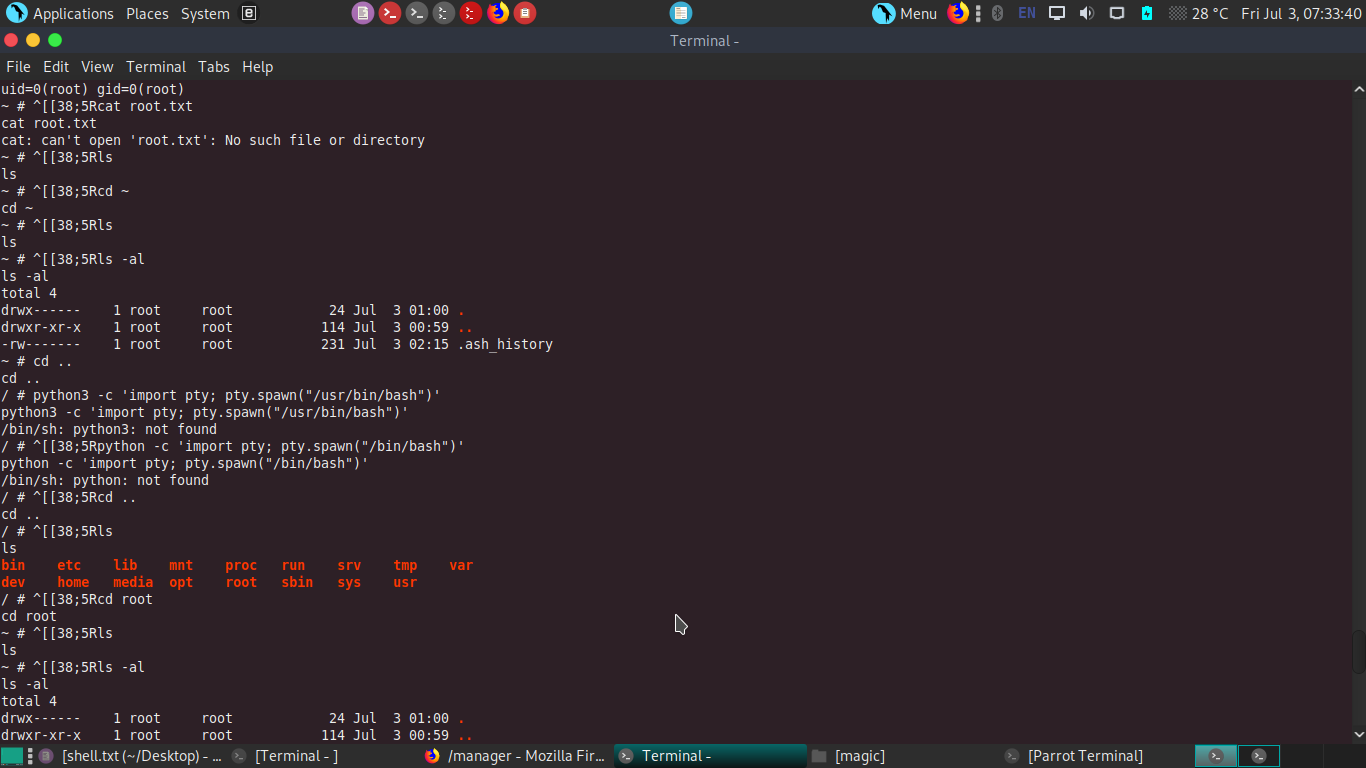 Applications Places System Menu EN 28 °C Fri Jul 3, 07:33:40
Terminal -
File Edit View Terminal Tabs Help
uid=0(root) gid=0(root)
~ # ^[[38;5Rcat root.txt
cat root.txt
cat: can't open 'root.txt': No such file or directory
~ # ^[[38;5Rls
ls
~ # ^[[38;5Rcd ~
cd ~
~ # ^[[38;5Rls
ls
~ # ^[[38;5Rls -al
ls -al
total 4
drwx------    1 root     root            24 Jul  3 01:00 .
drwxr-xr-x    1 root     root           114 Jul  3 00:59 ..
-rw-------    1 root     root           231 Jul  3 02:15 .ash_history
~ # cd ..
cd ..
/ # python3 -c 'import pty; pty.spawn("/usr/bin/bash")'
python3 -c 'import pty; pty.spawn("/usr/bin/bash")'
/bin/sh: python3: not found
/ # ^[[38;5Rpython -c 'import pty; pty.spawn("/bin/bash")'
python -c 'import pty; pty.spawn("/bin/bash")'
/bin/sh: python: not found
/ # ^[[38;5Rcd ..
cd ..
/ # ^[[38;5Rls
ls
bin    etc    lib    mnt    proc   run    srv    tmp    var
dev    home   media  opt    root   sbin   sys    usr
/ # ^[[38;5Rcd root
cd root
~ # ^[[38;5Rls
ls
~ # ^[[38;5Rls -al
ls -al
total 4
drwx------    1 root     root            24 Jul  3 01:00 .
drwxr-xr-x    1 root     root           114 Jul  3 00:59 ..
[shell.txt (~/Desktop) - ... [Terminal - ] /manager - Mozilla Fir... Terminal - [magic] [Parrot Terminal]